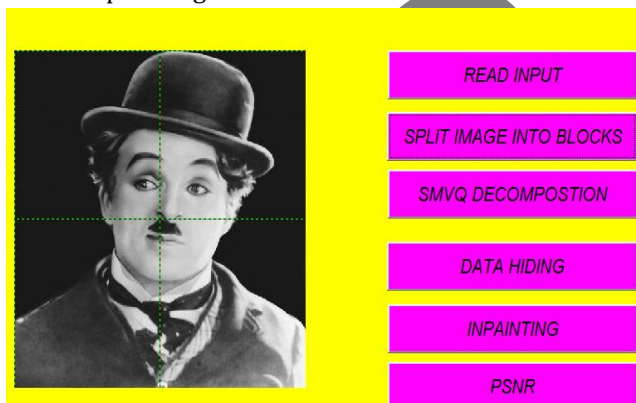 READ INPUT
SPLIT IMAGE INTO BLOCKS
SMVQ DECOMPOSTION
DATA HIDING
INPAINTING
PSNR